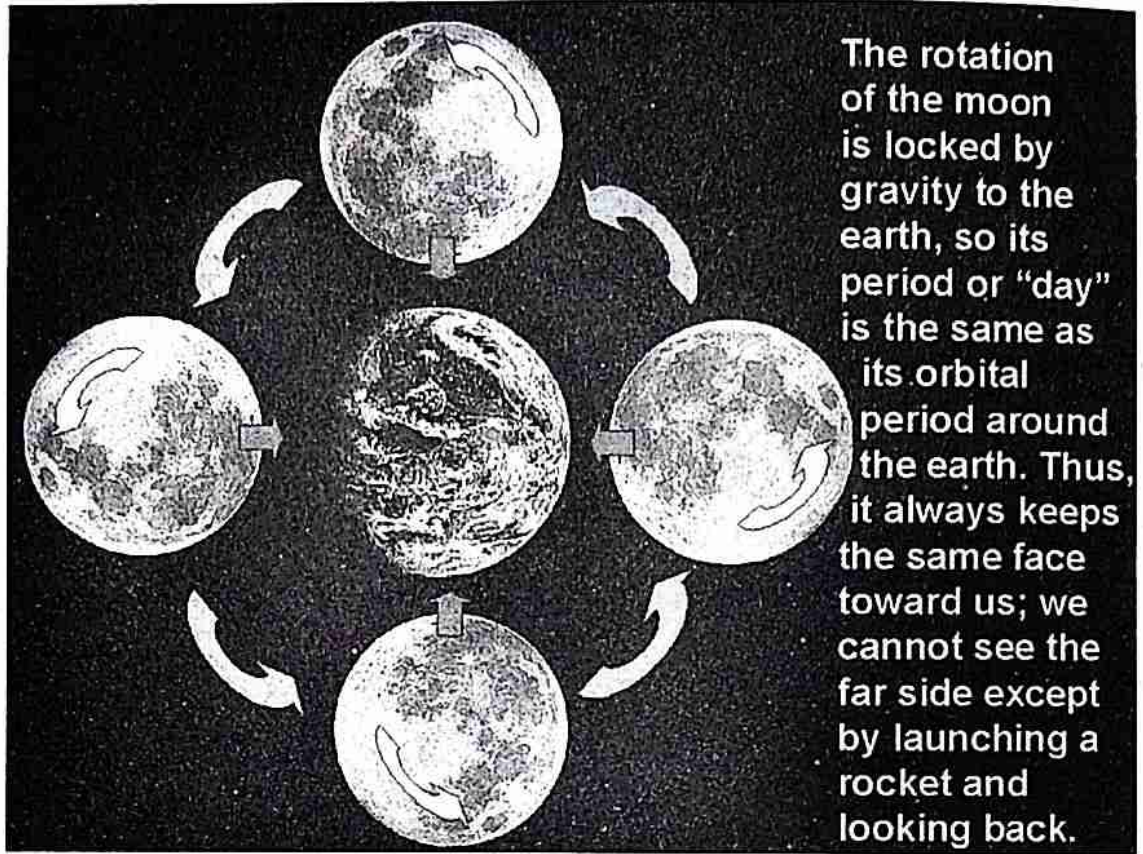 The rotation
of the moon
is locked by
gravity to the
earth, so its
period or “day”
is the same as
its orbital
period around
the earth. Thus,
it always keeps
the same face
toward us; we
cannot see the
far side except
by launching a
rocket and
looking back.